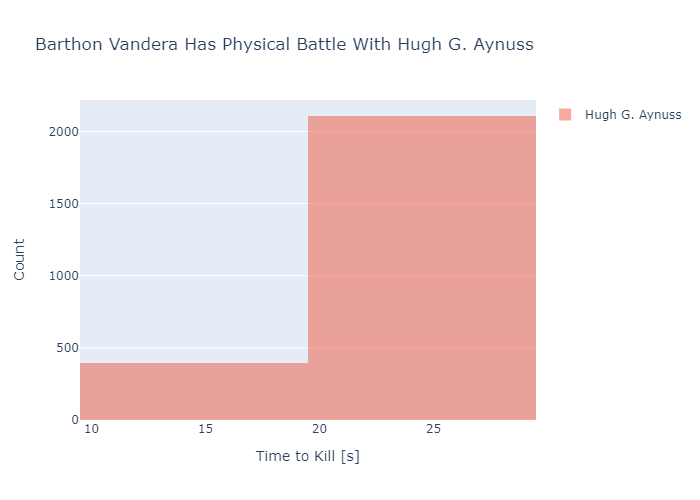 Barthon Vandera Has Physical Battle With Hugh G. Aynuss
Hugh G. Aynuss
2000
1500
1000
500
0
Count
10 15 20 25
Time to Kill [s]